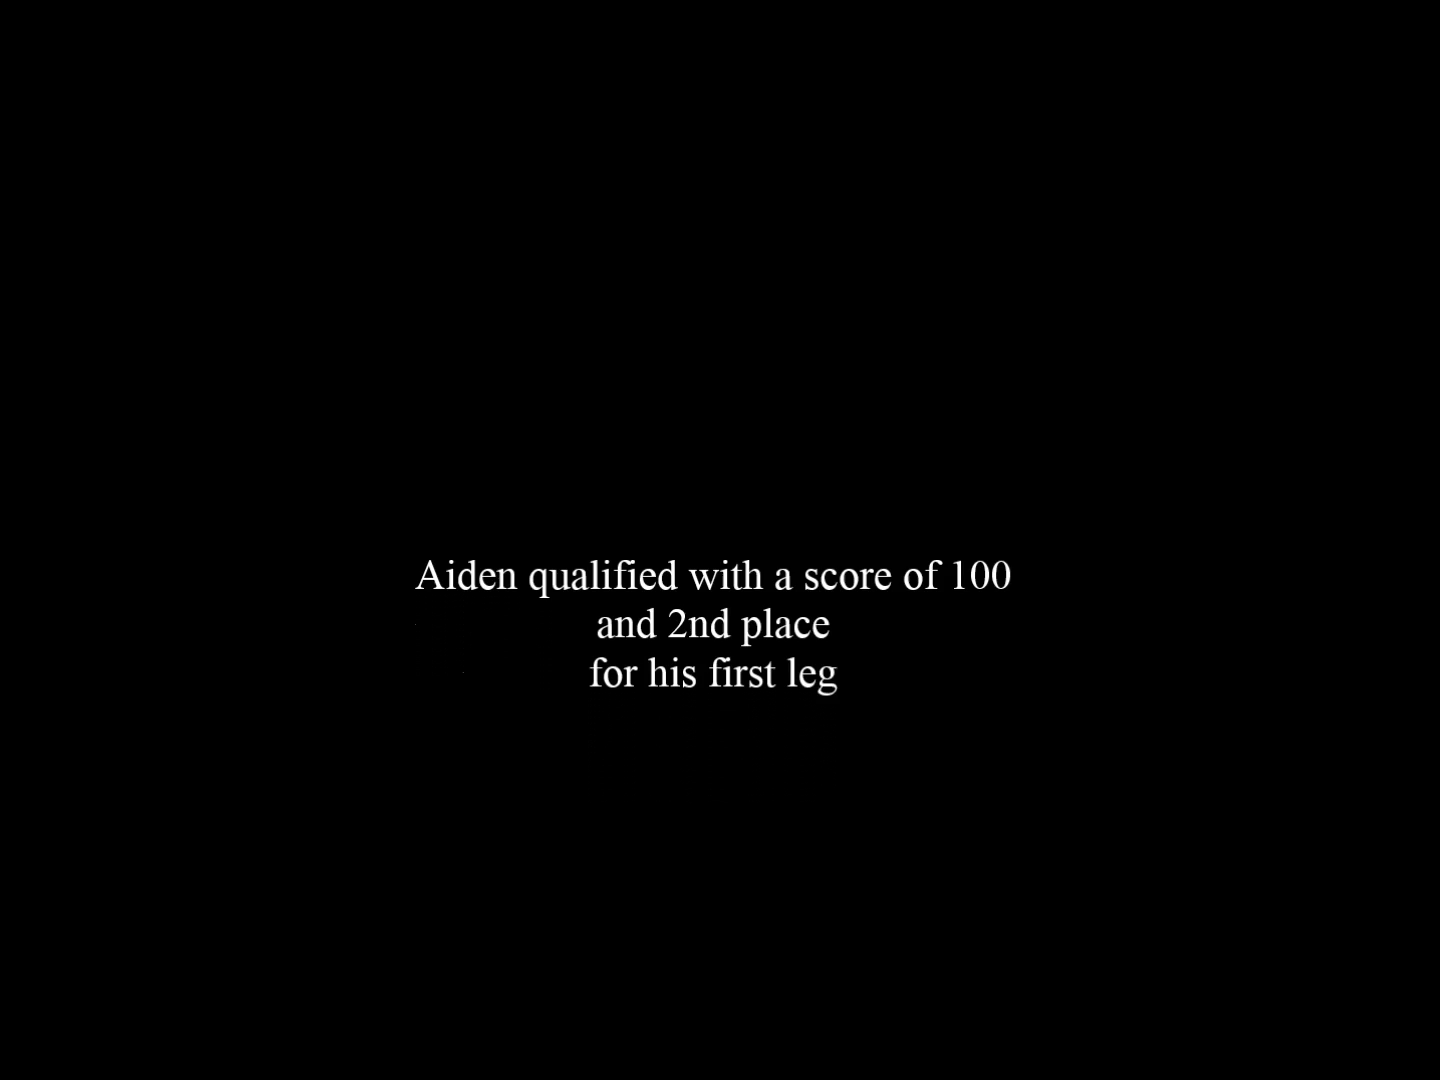 Aiden qualified with a score of 100
and 2nd place
for his first leg